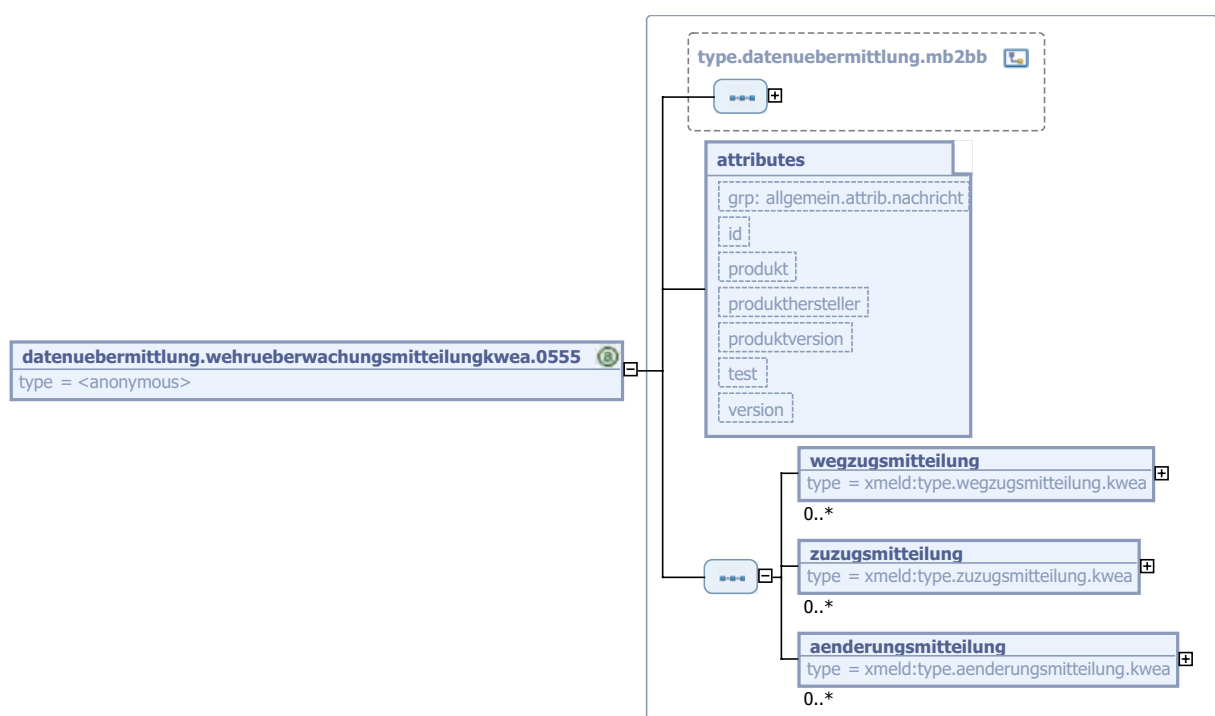 type.datenuebermittlung.mb2bb
attributes
grp: allgemein.attrib.nachricht
id
produkt
produkthersteller
produktversion
test
version
datenuebermittlung.wehrueberwachungsmitteilungkwea.0555
type = <anonymous>
wegzugsmitteilung
type = xmeld:type.wegzugsmitteilung.kwea
0..*
zuzugsmitteilung
type = xmeld:type.zuzugsmitteilung.kwea
0..*
aenderungsmitteilung
type = xmeld:type.aenderungsmitteilung.kwea
0..*